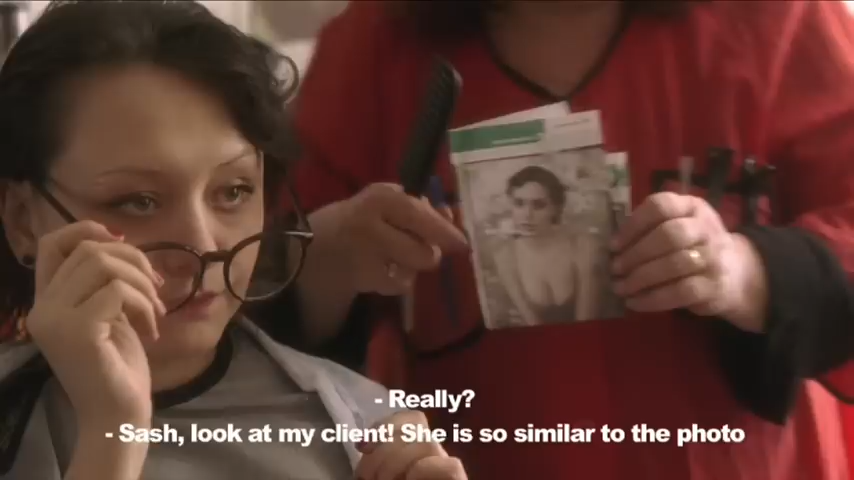 - Really?
- Sash, look at my client! She is so similar to the photo